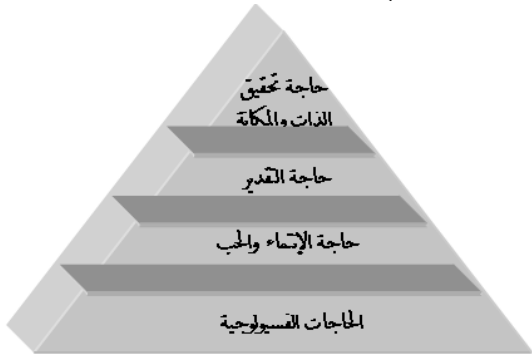 حاجة تحقيق
الذات والمكانة
حاجة التقدير
حاجة الإنتماء والحب
الحاجات الفسيولوجية